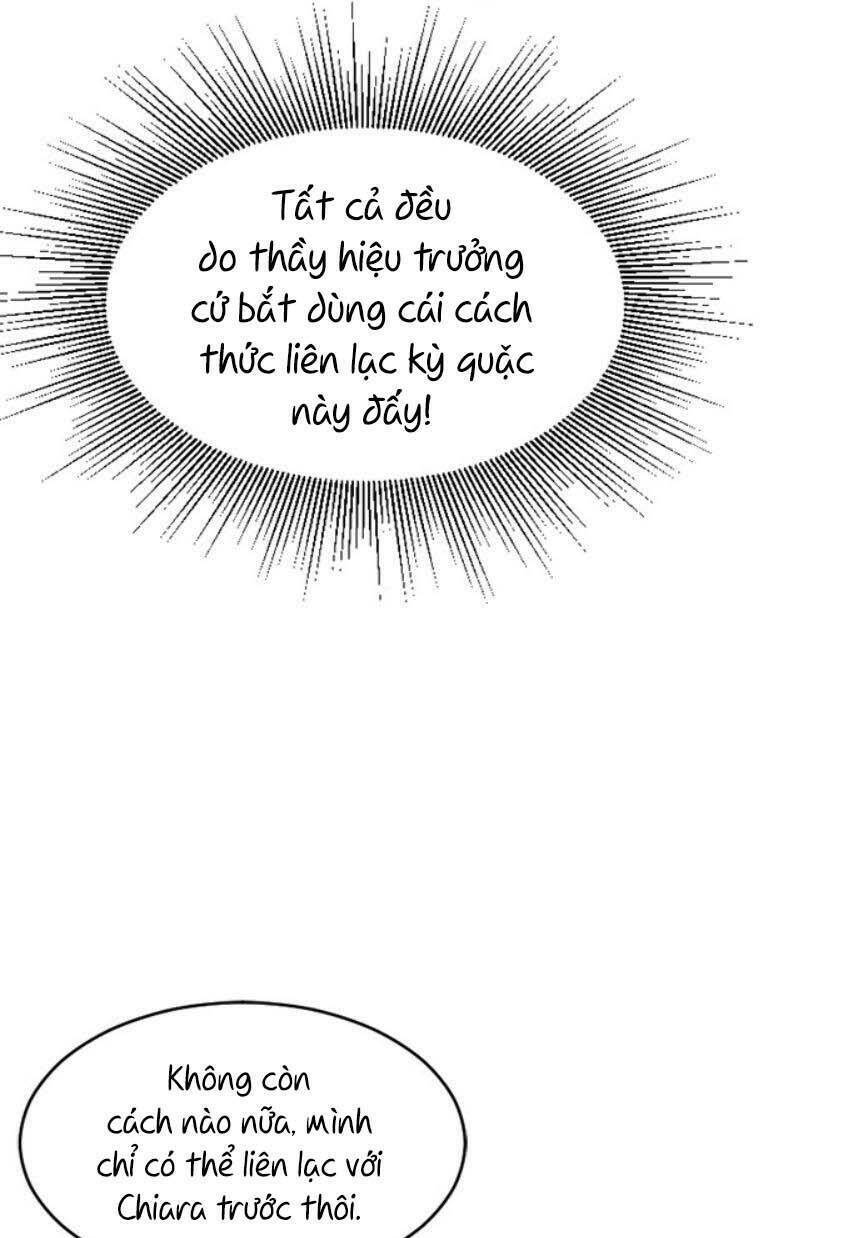 Tất cả đều
do thầy hiệu trưởng
cứ bắt dùng cái cách
thức liên lạc kỳ quặc
này đấy!
Không còn
cách nào nữa, mình
chỉ có thể liên lạc với
Chiara trước thôi.